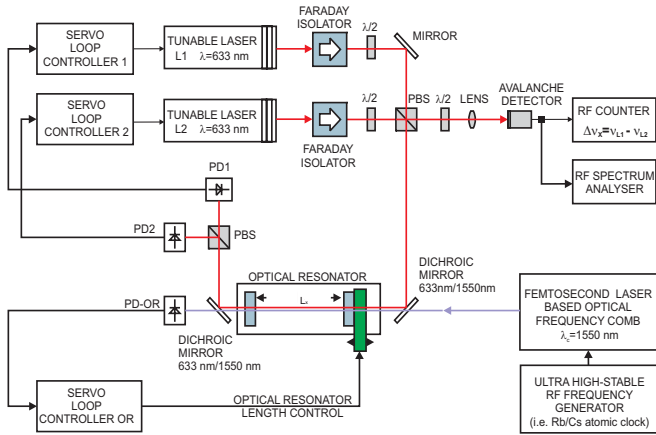 SERVO
LOOP
CONTROLLER 1
TUNABLE LASER
L1 λ=633 nm
FARADAY
ISOLATOR
λ/2
MIRROR
SERVO
LOOP
CONTROLLER 2
TUNABLE LASER
L2 λ=633 nm
FARADAY
ISOLATOR
λ/2
PBS
λ/2
LENS
AVALANCHE
DETECTOR
RF COUNTER
Δνx=νL1 - νL2
RF SPECTRUM
ANALYSER
PD1
PD2
PBS
OPTICAL RESONATOR
DICHROIC
MIRROR
633nm/1550nm
PD-OR
DICHROIC
MIRROR
633 nm/1550 nm
FEMTOSECOND LASER
BASED OPTICAL
FREQUENCY COMB
λc=1550 nm
SERVO
LOOP
CONTROLLER OR
OPTICAL RESONATOR
LENGTH CONTROL
ULTRA HIGH-STABLE
RF FREQUENCY
GENERATOR
(i.e. Rb/Cs atomic clock)